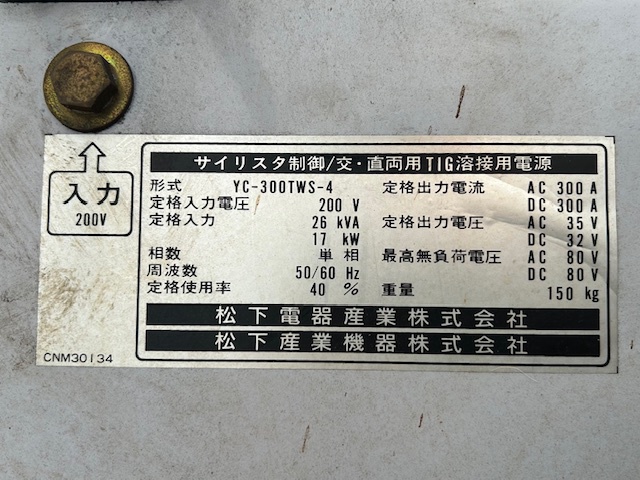 サイリスタ制御/交・直両用TIG溶接用電源
入力
200V
形式 YC-300TWS-4
定格入力電圧 200 V
定格入力 26 kVA
17 kW
相数 単相
周波数 50/60 Hz
定格使用率 40 %
定格出力電流 AC 300 A
DC 300 A
定格出力電圧 AC 35 V
DC 32 V
最高無負荷電圧 AC 80 V
DC 80 V
重量 150 kg
松下電器産業株式会社
松下産業機器株式会社
CNM30134